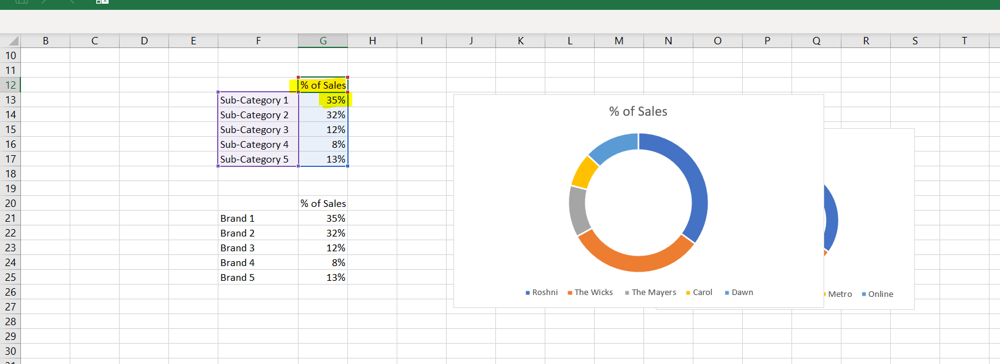 B C D E F G H I J K L M N O P Q R S T
10
11
12 % of Sales
13 Sub-Category 1 35%
14 Sub-Category 2 32%
15 Sub-Category 3 12%
16 Sub-Category 4 8%
17 Sub-Category 5 13%
18
19
20 % of Sales
21 Brand 1 35%
22 Brand 2 32%
23 Brand 3 12%
24 Brand 4 8%
25 Brand 5 13%
26
27
28
29
30
% of Sales
Roshni The Wicks The Mayers Carol Dawn
Metro Online